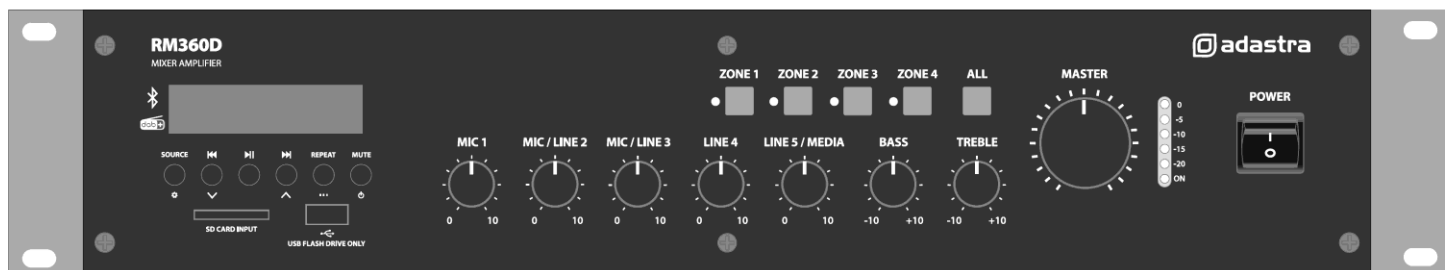 RM360D
MIXER AMPLIFIER
adastra
ZONE 1 ZONE 2 ZONE 3 ZONE 4 ALL MASTER
POWER
dab+
0
-5
-10
-15
-20
ON
SOURCE REPEAT MUTE
MIC 1 MIC / LINE 2 MIC / LINE 3 LINE 4 LINE 5 / MEDIA BASS TREBLE
0 10 0 10 0 10 0 10 0 10 -10 +10 -10 +10
SD CARD INPUT
USB FLASH DRIVE ONLY